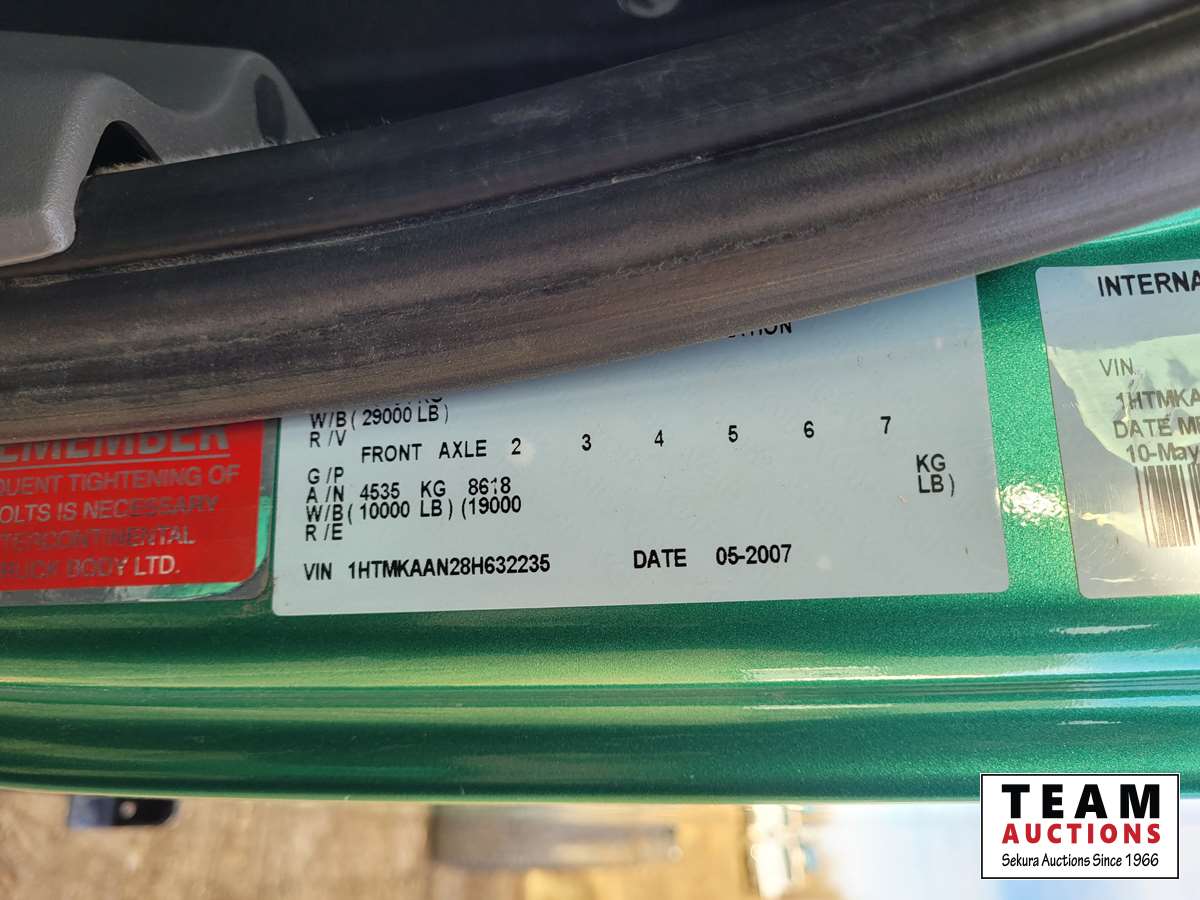 EMEMBER
QUENT TIGHTENING OF
OLTS IS NECESSARY
TERCONTINENTAL
RUCK BODY LTD.
W/B ( 29000 LB )
R /V
FRONT AXLE 2 3 4 5 6 7
G /P
A /N 4535 KG 8618 KG
W/B ( 10000 LB ) (19000 LB )
R /E
VIN 1HTMKAAN28H632235 DATE 05-2007
INTERNA
VIN
1HTMKA
DATE M
10-May
TEAM
AUCTIONS
Sekura Auctions Since 1966